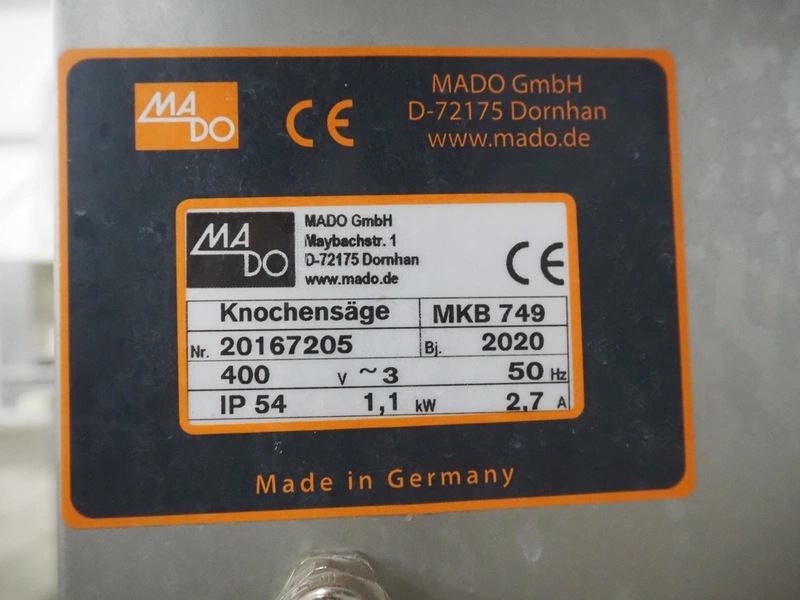 MADO
CE
MADO GmbH
D-72175 Dornhan
www.mado.de
MADO
MADO GmbH
Maybachstr. 1
D-72175 Dornhan
www.mado.de
CE
Knochensäge MKB 749
Nr. 20167205 Bj. 2020
400 V ~3 50 Hz
IP 54 1,1 kW 2,7 A
Made in Germany